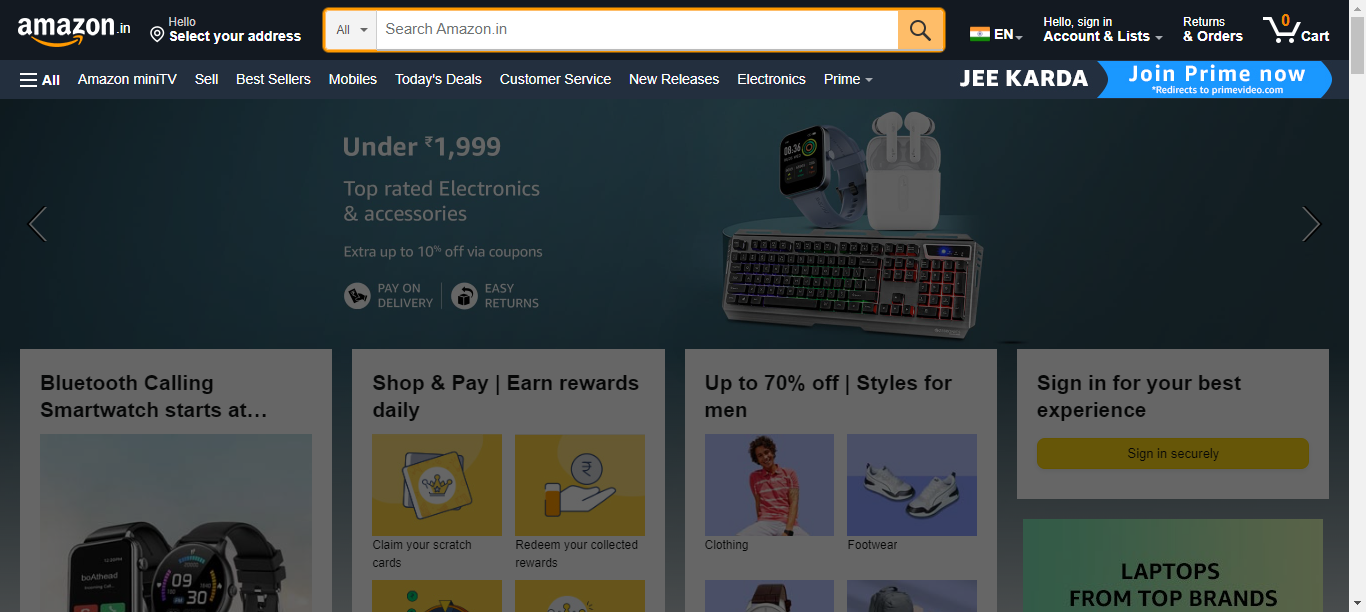 amazon.in
Hello
Select your address
All
Search Amazon.in
EN
Hello, sign in
Account & Lists
Returns
& Orders
0
Cart
All
Amazon miniTV
Sell
Best Sellers
Mobiles
Today's Deals
Customer Service
New Releases
Electronics
Prime
JEE KARDA
Join Prime now
*Redirects to primevideo.com
Under ₹1,999
Top rated Electronics
& accessories
Extra up to 10% off via coupons
PAY ON
DELIVERY
EASY
RETURNS
08:36
Bluetooth Calling
Smartwatch starts at…
boAthead
09
30
Shop & Pay | Earn rewards
daily
Claim your scratch
cards
Redeem your collected
rewards
Up to 70% off | Styles for
men
Clothing
Footwear
Sign in for your best
experience
Sign in securely
LAPTOPS
FROM TOP BRANDS